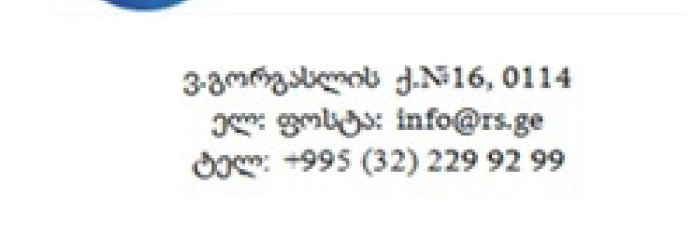 ვ.გორგასლის ქ.№16, 0114
ელ: ფოსტა: info@rs.ge
ტელ: +995 (32) 229 92 99